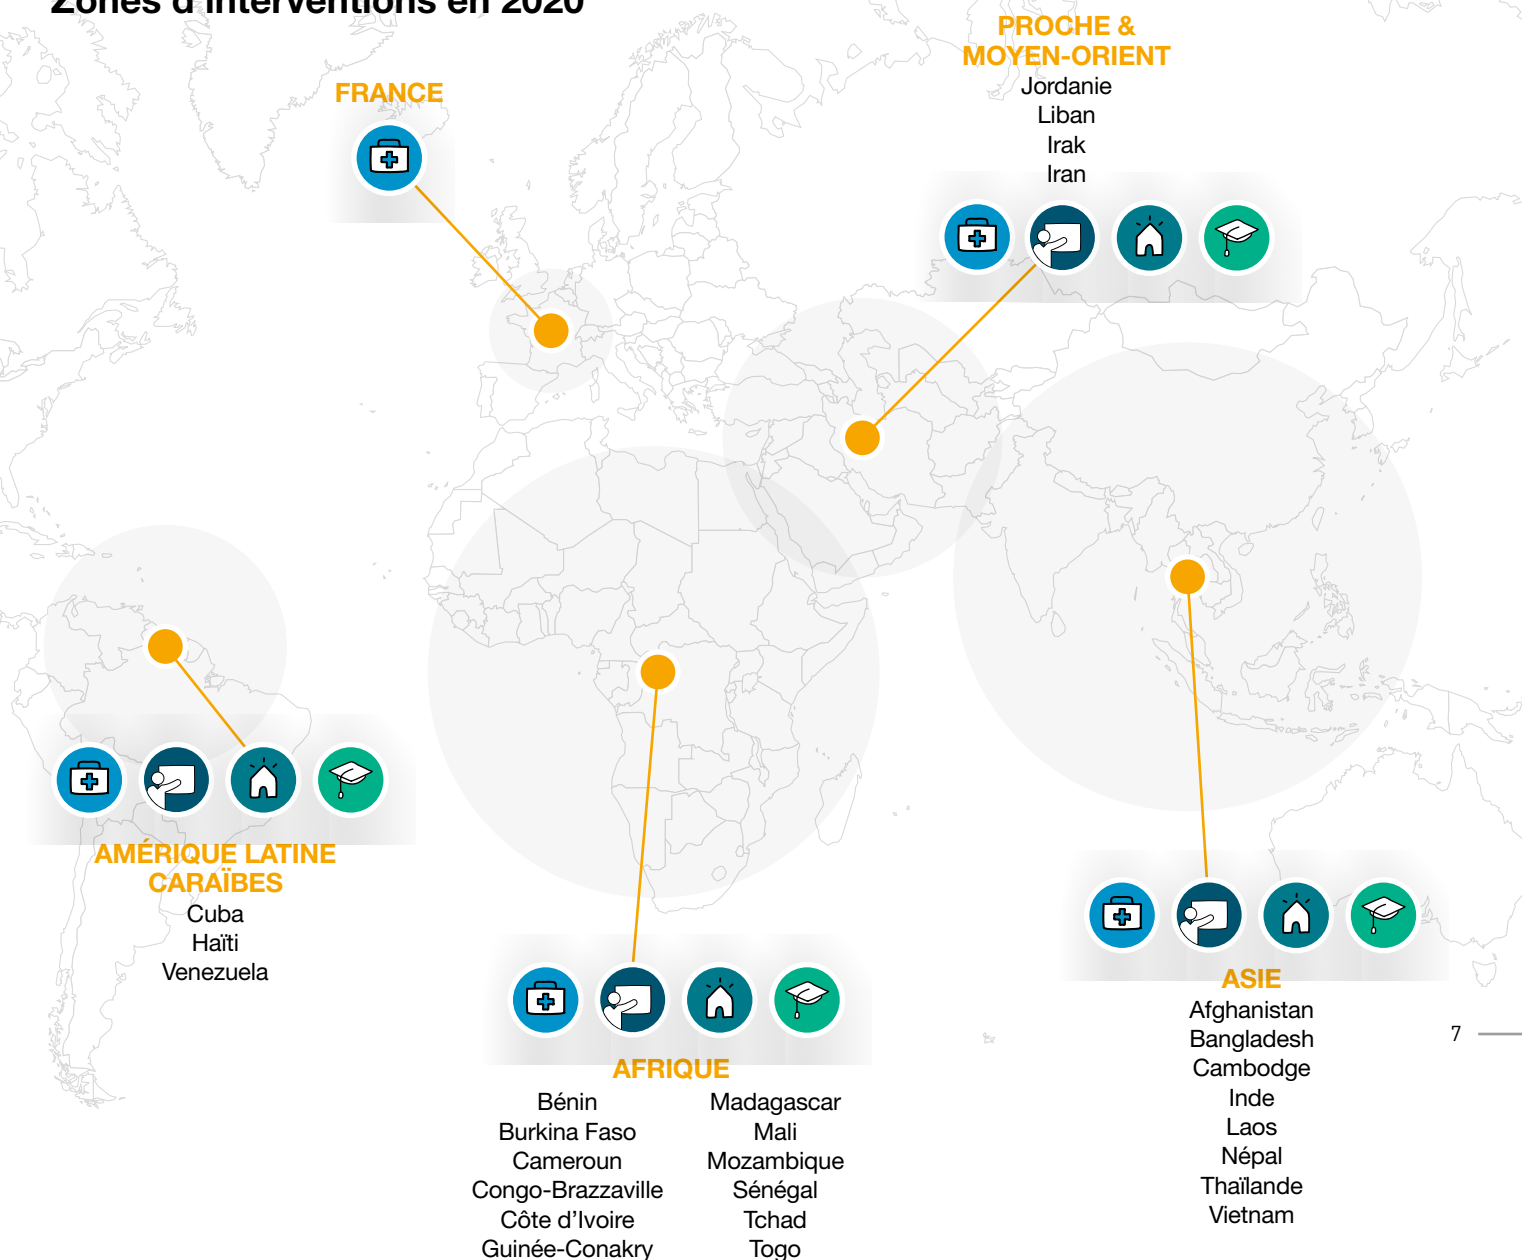 Zones d'interventions en 2020
FRANCE
PROCHE &
MOYEN-ORIENT
Jordanie
Liban
Irak
Iran
AMÉRIQUE LATINE
CARAÏBES
Cuba
Haïti
Venezuela
AFRIQUE
Bénin
Burkina Faso
Cameroun
Congo-Brazzaville
Côte d’Ivoire
Guinée-Conakry
Madagascar
Mali
Mozambique
Sénégal
Tchad
Togo
ASIE
Afghanistan
Bangladesh
Cambodge
Inde
Laos
Népal
Thaïlande
Vietnam
7